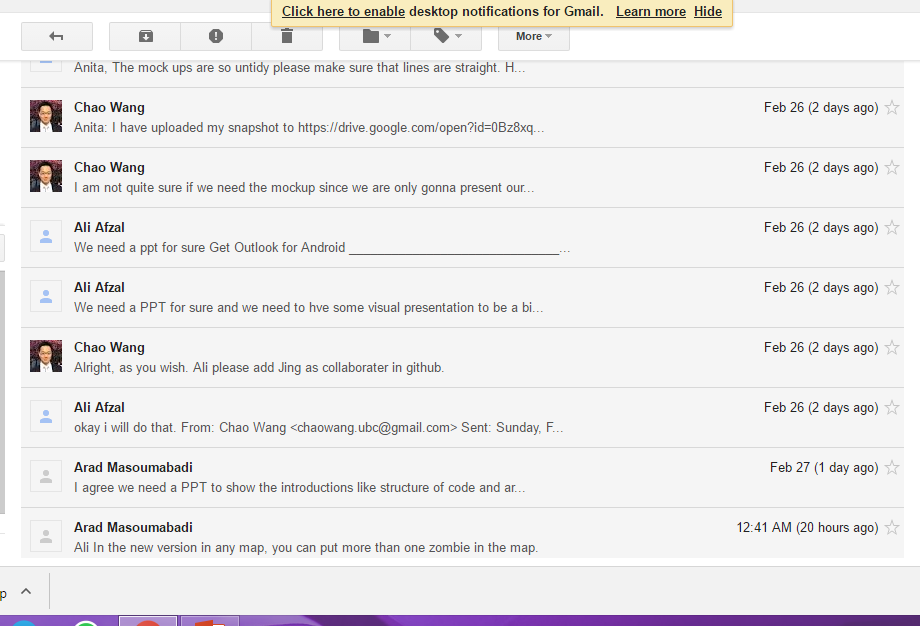 Click here to enable desktop notifications for Gmail. Learn more Hide
More
Anita, The mock ups are so untidy please make sure that lines are straight. H...
Chao Wang Feb 26 (2 days ago)
Anita: I have uploaded my snapshot to https://drive.google.com/open?id=0Bz8xq...
Chao Wang Feb 26 (2 days ago)
I am not quite sure if we need the mockup since we are only gonna present our...
Ali Afzal Feb 26 (2 days ago)
We need a ppt for sure Get Outlook for Android ______________________________...
Ali Afzal Feb 26 (2 days ago)
We need a PPT for sure and we need to hve some visual presentation to be a bi...
Chao Wang Feb 26 (2 days ago)
Alright, as you wish. Ali please add Jing as collaborater in github.
Ali Afzal Feb 26 (2 days ago)
okay i will do that. From: Chao Wang <chaowang.ubc@gmail.com> Sent: Sunday, F...
Arad Masoumabadi Feb 27 (1 day ago)
I agree we need a PPT to show the introductions like structure of code and ar...
Arad Masoumabadi 12:41 AM (20 hours ago)
Ali In the new version in any map, you can put more than one zombie in the map.
p